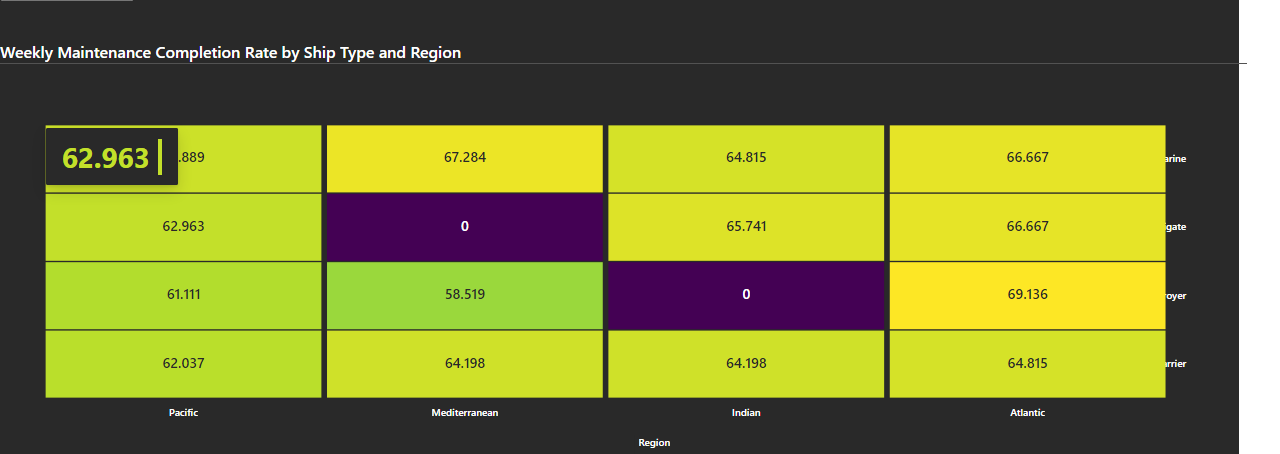 Weekly Maintenance Completion Rate by Ship Type and Region
62.963 .889 67.284 64.815 66.667 arine
62.963 0 65.741 66.667 gate
61.111 58.519 0 69.136 royer
62.037 64.198 64.198 64.815 arrier
Pacific Mediterranean Indian Atlantic
Region